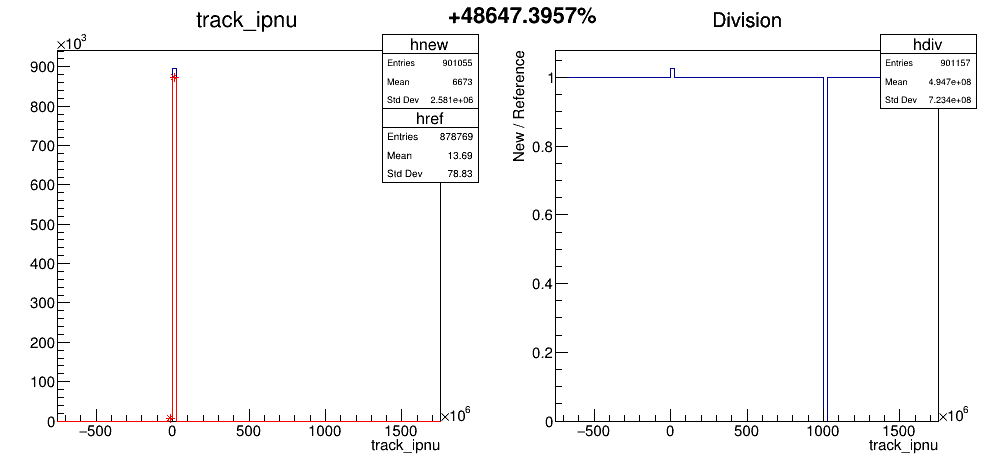 +48647.3957%
track_ipnu
×10³
hnew
Entries 901055
Mean 6673
Std Dev 2.581e+06
href
Entries 878769
Mean 13.69
Std Dev 78.83
900
800
700
600
500
400
300
200
100
0
−500 0 500 1000 1500
×10⁶
track_ipnu
Division
hdiv
Entries 901157
Mean 4.947e+08
Std Dev 7.234e+08
New / Reference
1
0.8
0.6
0.4
0.2
0
−500 0 500 1000 1500
×10⁶
track_ipnu